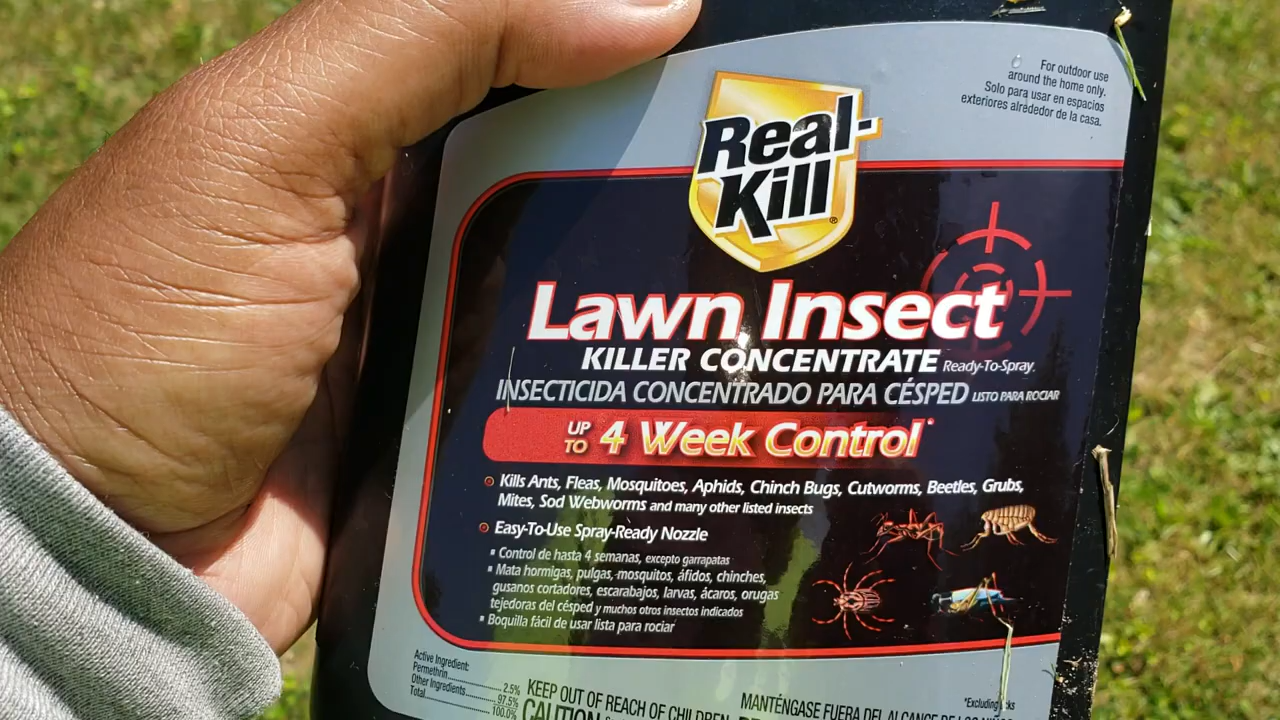 For outdoor use
around the home only.
Solo para usar en espacios
exteriores alrededor de la casa.
Real-
Kill®
Lawn Insect
KILLER CONCENTRATE Ready-To-Spray.
INSECTICIDA CONCENTRADO PARA CÉSPED LISTO PARA ROCIAR
UP TO 4 Week Control*
Kills Ants, Fleas, Mosquitoes, Aphids, Chinch Bugs, Cutworms, Beetles, Grubs,
Mites, Sod Webworms and many other listed insects
Easy-To-Use Spray-Ready Nozzle
Control de hasta 4 semanas, excepto garrapatas
Mata hormigas, pulgas, mosquitos, áfidos, chinches,
gusanos cortadores, escarabajos, larvas, ácaros, orugas
tejedoras del césped y muchos otros insectos indicados
Boquilla fácil de usar lista para rociar
Active Ingredient:
Permethrin........2.5%
Other Ingredients........97.5%
Total........100.0%
KEEP OUT OF REACH OF CHILDREN
CAUTION
MANTÉNGASE FUERA DEL ALCANCE DE LOS
*Excluding